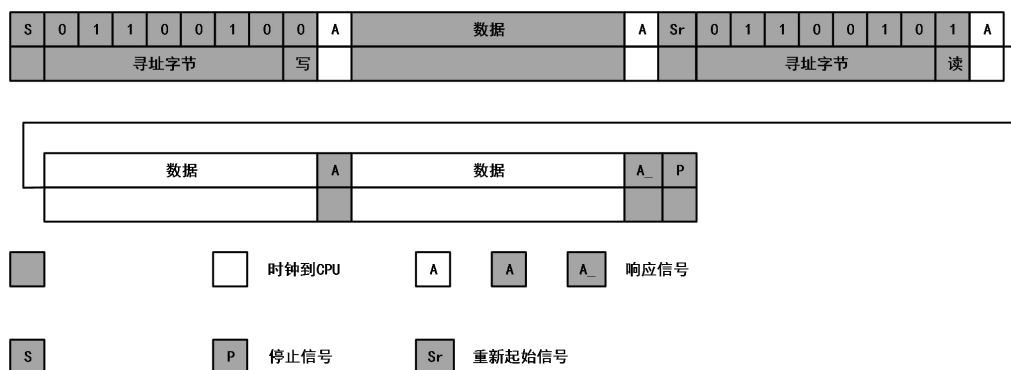 S 0 1 1 0 0 1 0 0 A 数据 A Sr 0 1 1 0 0 1 0 1 A
寻址字节 写 寻址字节 读
数据 A 数据 A_ P
时钟到CPU A A A_ 响应信号
S P 停止信号 Sr 重新起始信号